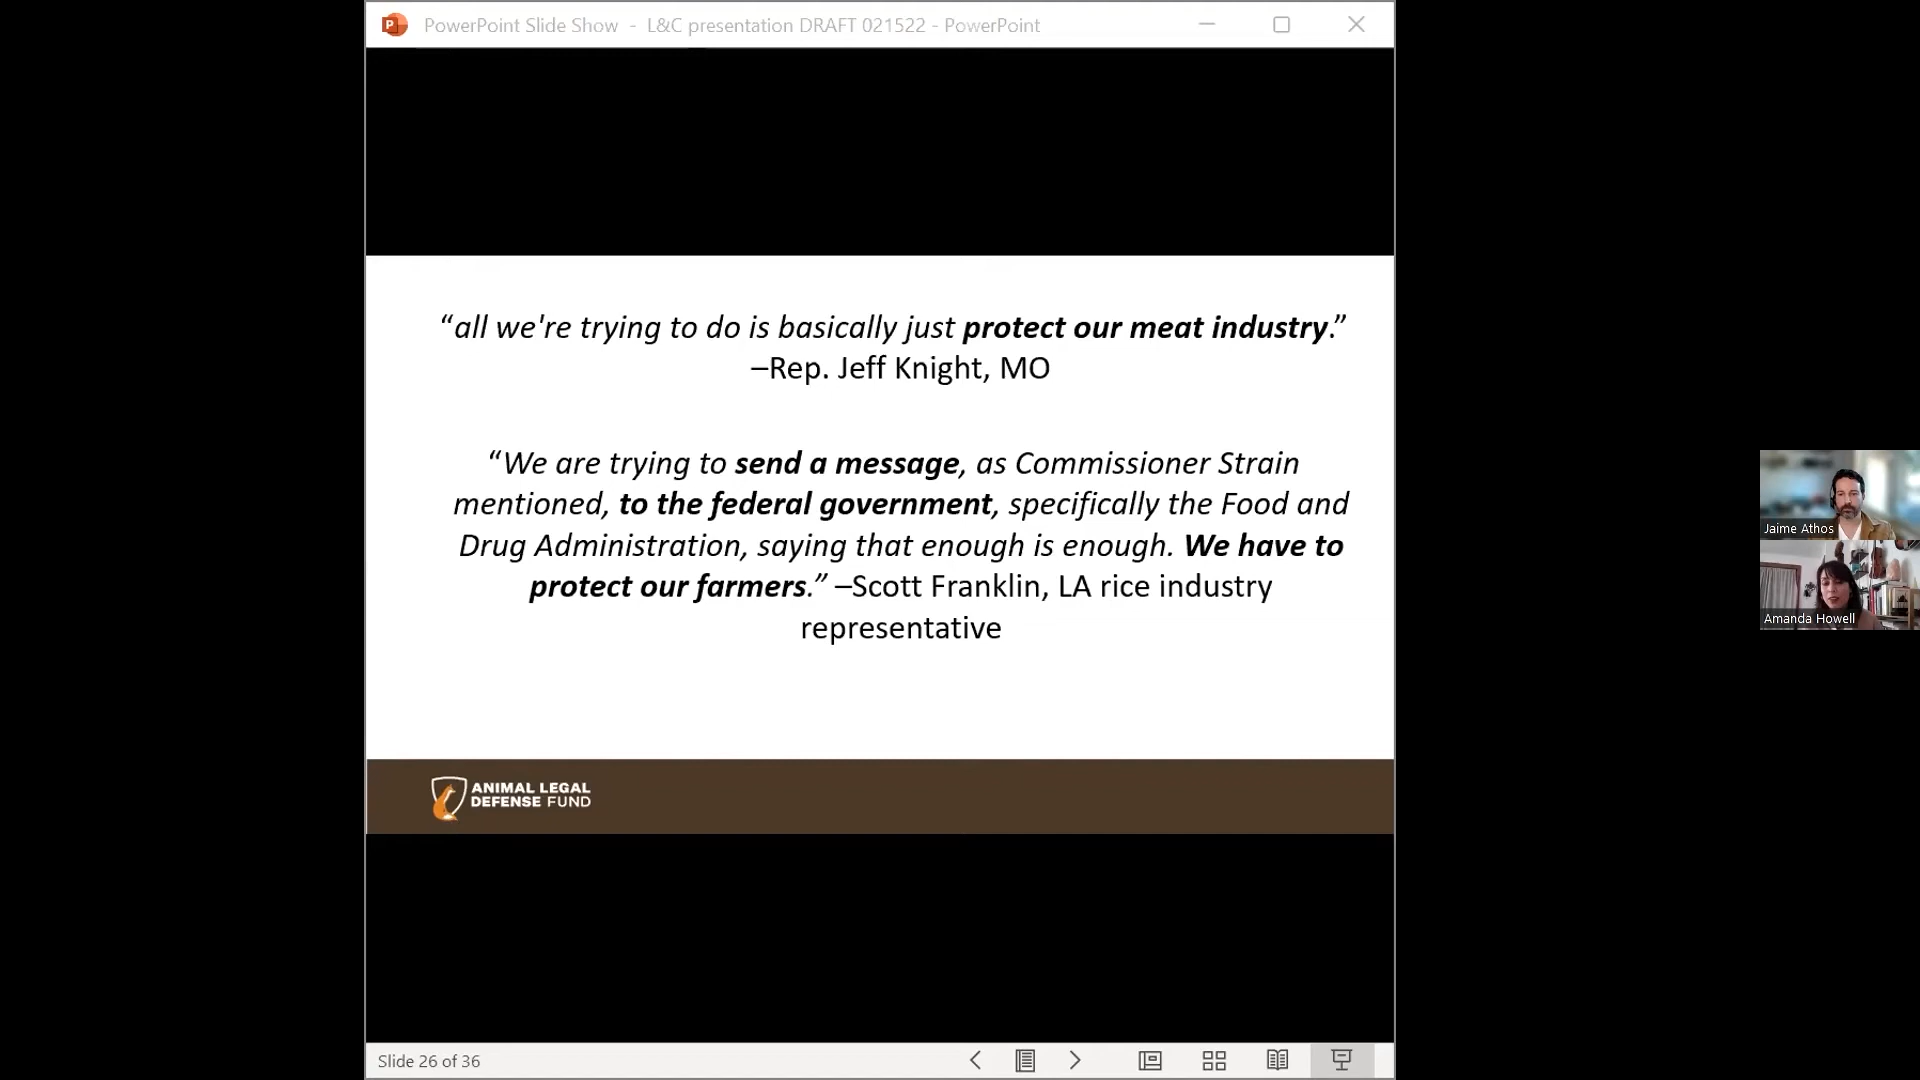 PowerPoint Slide Show - L&C presentation DRAFT 021522 - PowerPoint
“all we're trying to do is basically just protect our meat industry.”
–Rep. Jeff Knight, MO
“We are trying to send a message, as Commissioner Strain
mentioned, to the federal government, specifically the Food and
Drug Administration, saying that enough is enough. We have to
protect our farmers.” –Scott Franklin, LA rice industry
representative
Jaime Athos
Amanda Howell
ANIMAL LEGAL
DEFENSE FUND
Slide 26 of 36